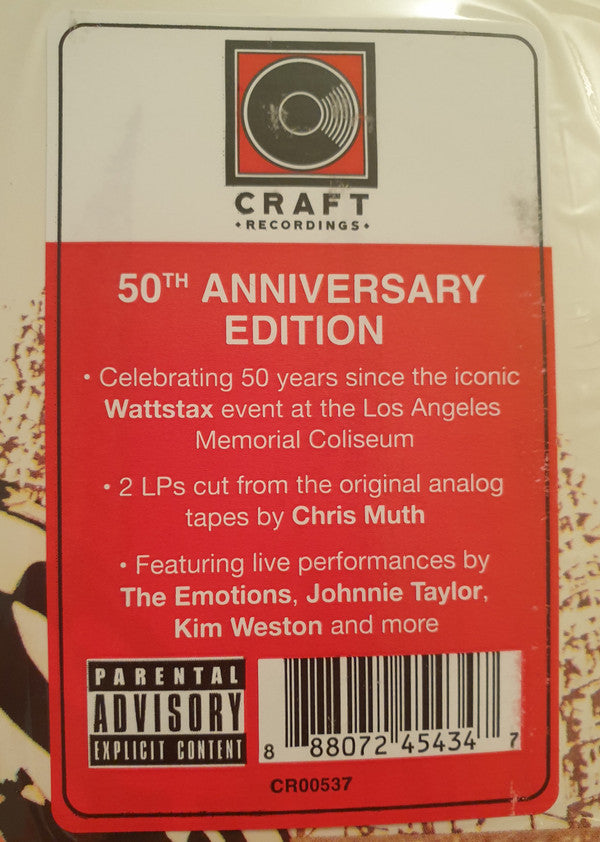 CRAFT
• RECORDINGS •
50TH ANNIVERSARY
EDITION
• Celebrating 50 years since the iconic
Wattstax event at the Los Angeles
Memorial Coliseum
• 2 LPs cut from the original analog
tapes by Chris Muth
• Featuring live performances by
The Emotions, Johnnie Taylor,
Kim Weston and more
PARENTAL
ADVISORY
EXPLICIT CONTENT
8 88072 45434 7
CR00537